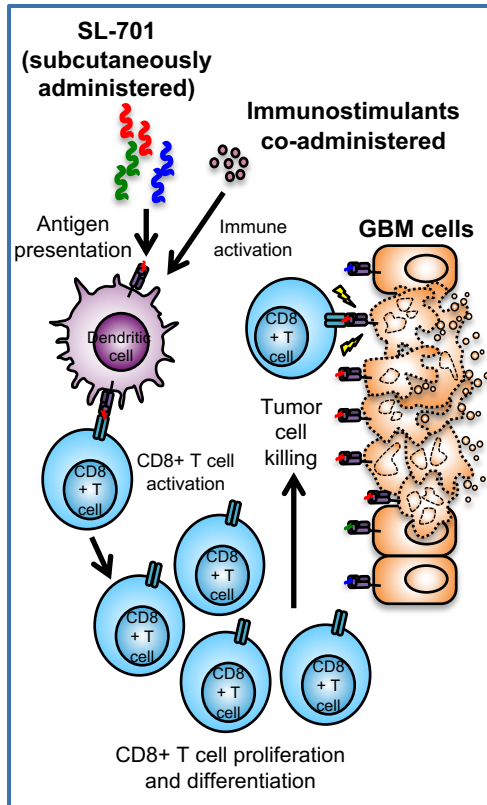 SL-701
(subcutaneously
administered)
Immunostimulants
co-administered
Antigen
presentation
Immune
activation
GBM cells
Dendritic
cell
CD8
+ T
cell
CD8
+ T
cell
CD8+ T cell
activation
Tumor
cell
killing
CD8
+ T
cell
CD8
+ T
cell
CD8
+ T
cell
CD8
+ T
cell
CD8+ T cell proliferation
and differentiation